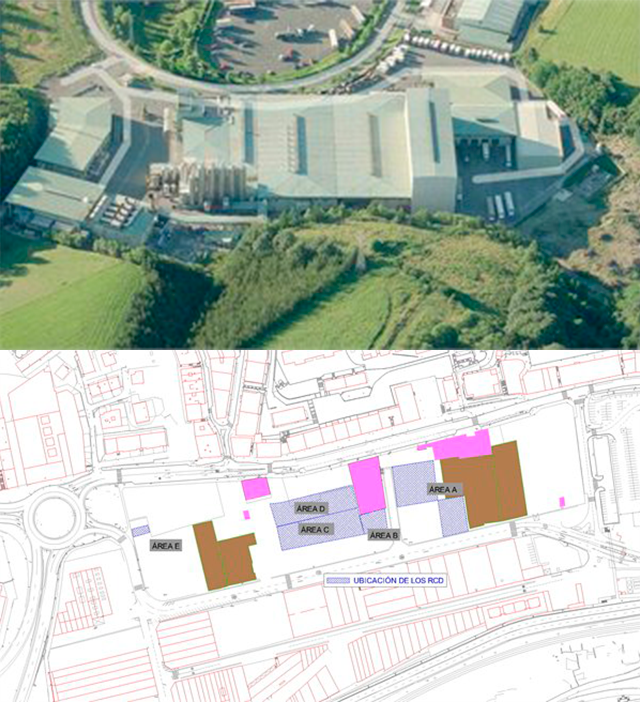 ÁREA D
ÁREA A
ÁREA C
ÁREA B
ÁREA E
UBICACIÓN DE LOS RCD